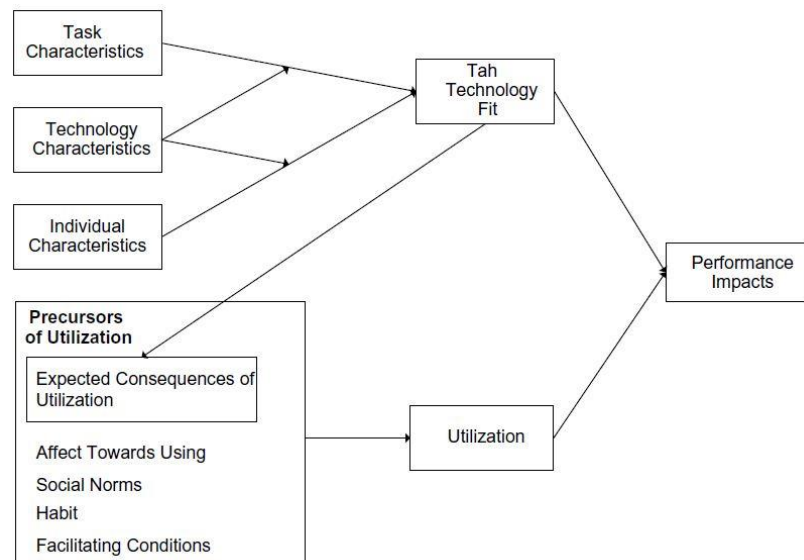 Task
Characteristics
Technology
Characteristics
Individual
Characteristics
Tah
Technology
Fit
Performance
Impacts
Precursors
of Utilization
Expected Consequences of
Utilization
Affect Towards Using
Social Norms
Habit
Facilitating Conditions
Utilization